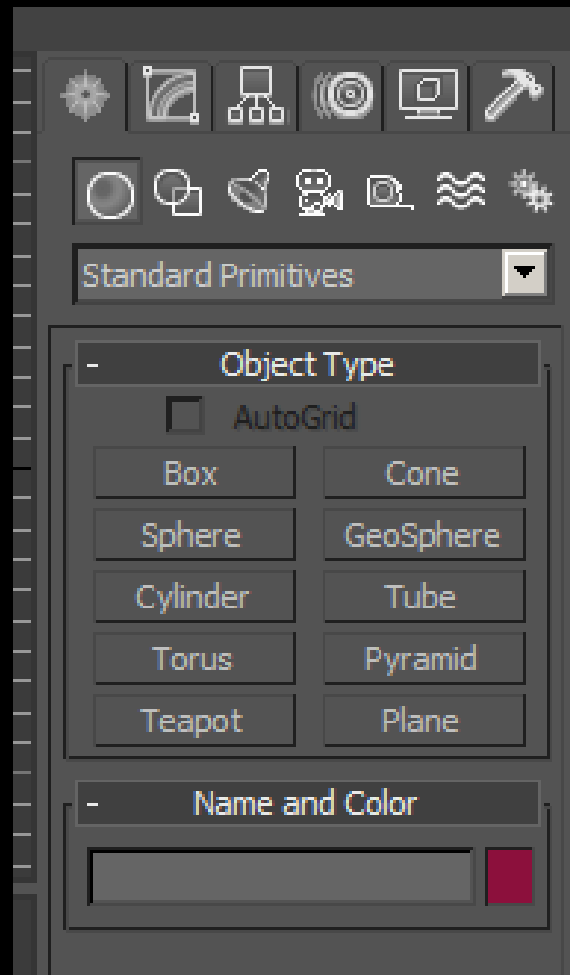 Standard Primitives
- Object Type
AutoGrid
Box Cone
Sphere GeoSphere
Cylinder Tube
Torus Pyramid
Teapot Plane
- Name and Color